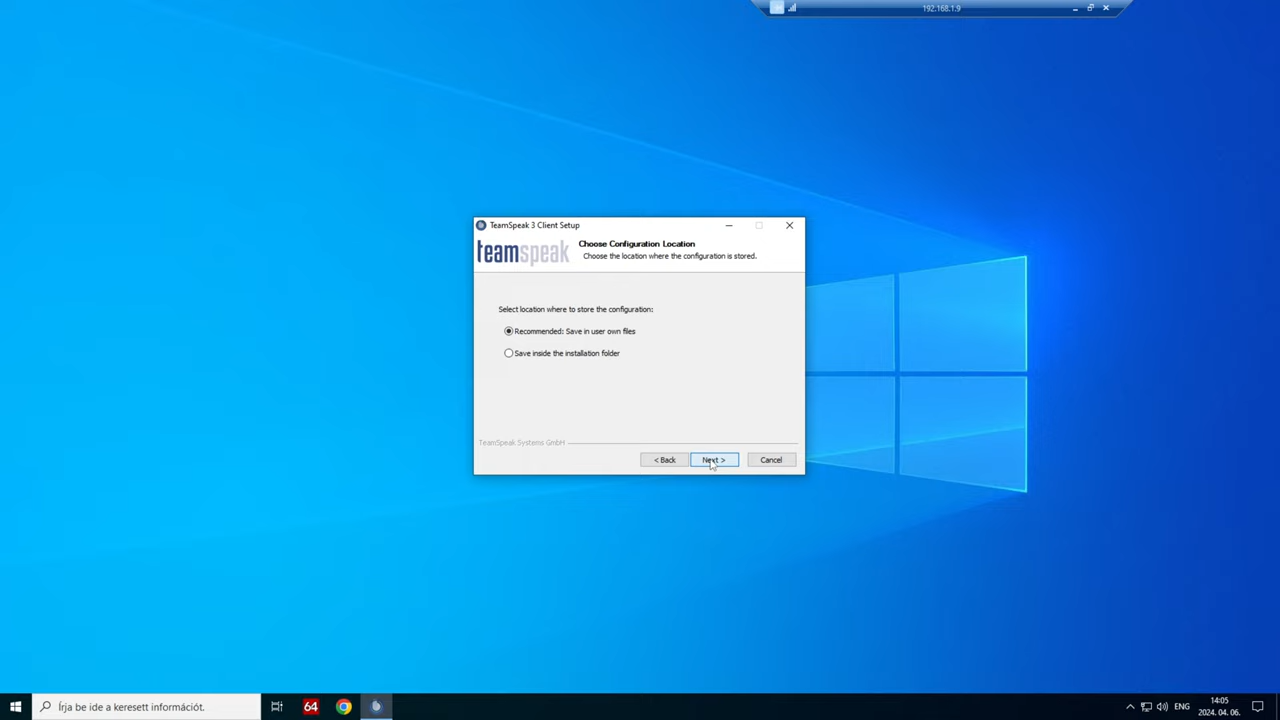 192.168.1.9
TeamSpeak 3 Client Setup
teamspeak
Choose Configuration Location
Choose the location where the configuration is stored.
Select location where to store the configuration:
Recommended: Save in user own files
Save inside the installation folder
TeamSpeak Systems GmbH
< Back
Next >
Cancel
Írja be ide a keresett információt.
64
ENG
14:05
2024. 04. 06.